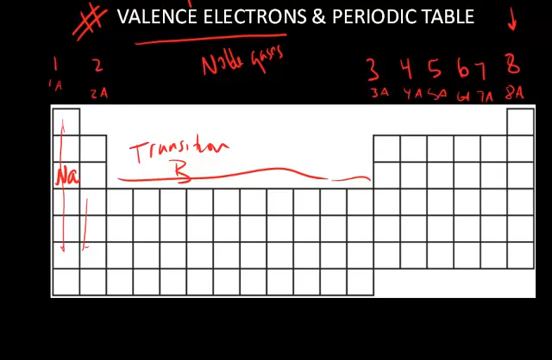 # VALENCE ELECTRONS & PERIODIC TABLE
Noble gases
1 2 3 4 5 6 7 8
1A 2A 3A 4A 5A 6A 7A 8A
Transition
B
Na